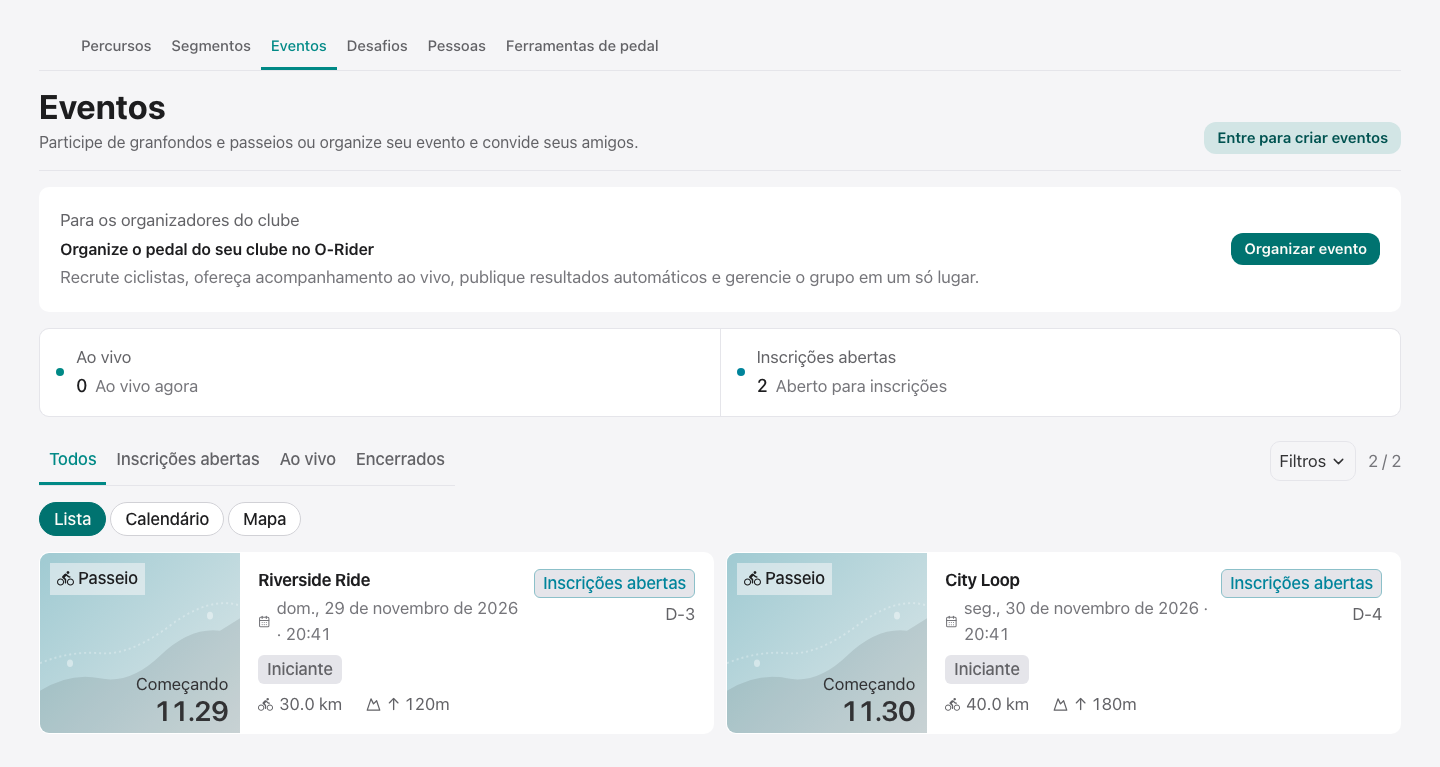 Percursos Segmentos Eventos Desafios Pessoas Ferramentas de pedal
Eventos
Participe de granfondos e passeios ou organize seu evento e convide seus amigos.
Entre para criar eventos
Para os organizadores do clube
Organize o pedal do seu clube no O-Rider
Recrute ciclistas, ofereça acompanhamento ao vivo, publique resultados automáticos e gerencie o grupo em um só lugar.
Organizar evento
Ao vivo
0 Ao vivo agora
Inscrições abertas
2 Aberto para inscrições
Todos Inscrições abertas Ao vivo Encerrados
Filtros 2 / 2
Lista Calendário Mapa
Passeio
Começando
11.29
Riverside Ride
Inscrições abertas
dom., 29 de novembro de 2026
· 20:41
D-3
Iniciante
30.0 km ↑ 120m
Passeio
Começando
11.30
City Loop
Inscrições abertas
seg., 30 de novembro de 2026 ·
20:41
D-4
Iniciante
40.0 km ↑ 180m